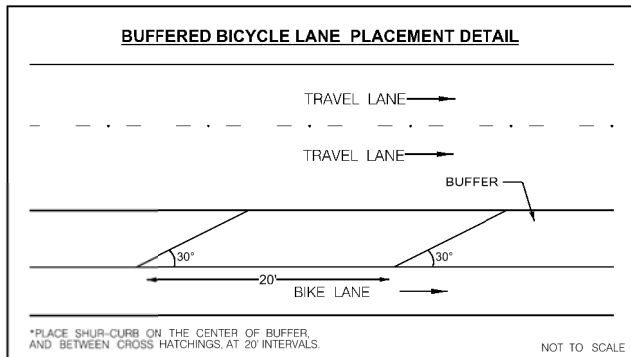 BUFFERED BICYCLE LANE PLACEMENT DETAIL
TRAVEL LANE
TRAVEL LANE
BUFFER
30°
30°
20'
BIKE LANE
*PLACE SHUR-CURB ON THE CENTER OF BUFFER,
AND BETWEEN CROSS HATCHINGS, AT 20' INTERVALS.
NOT TO SCALE